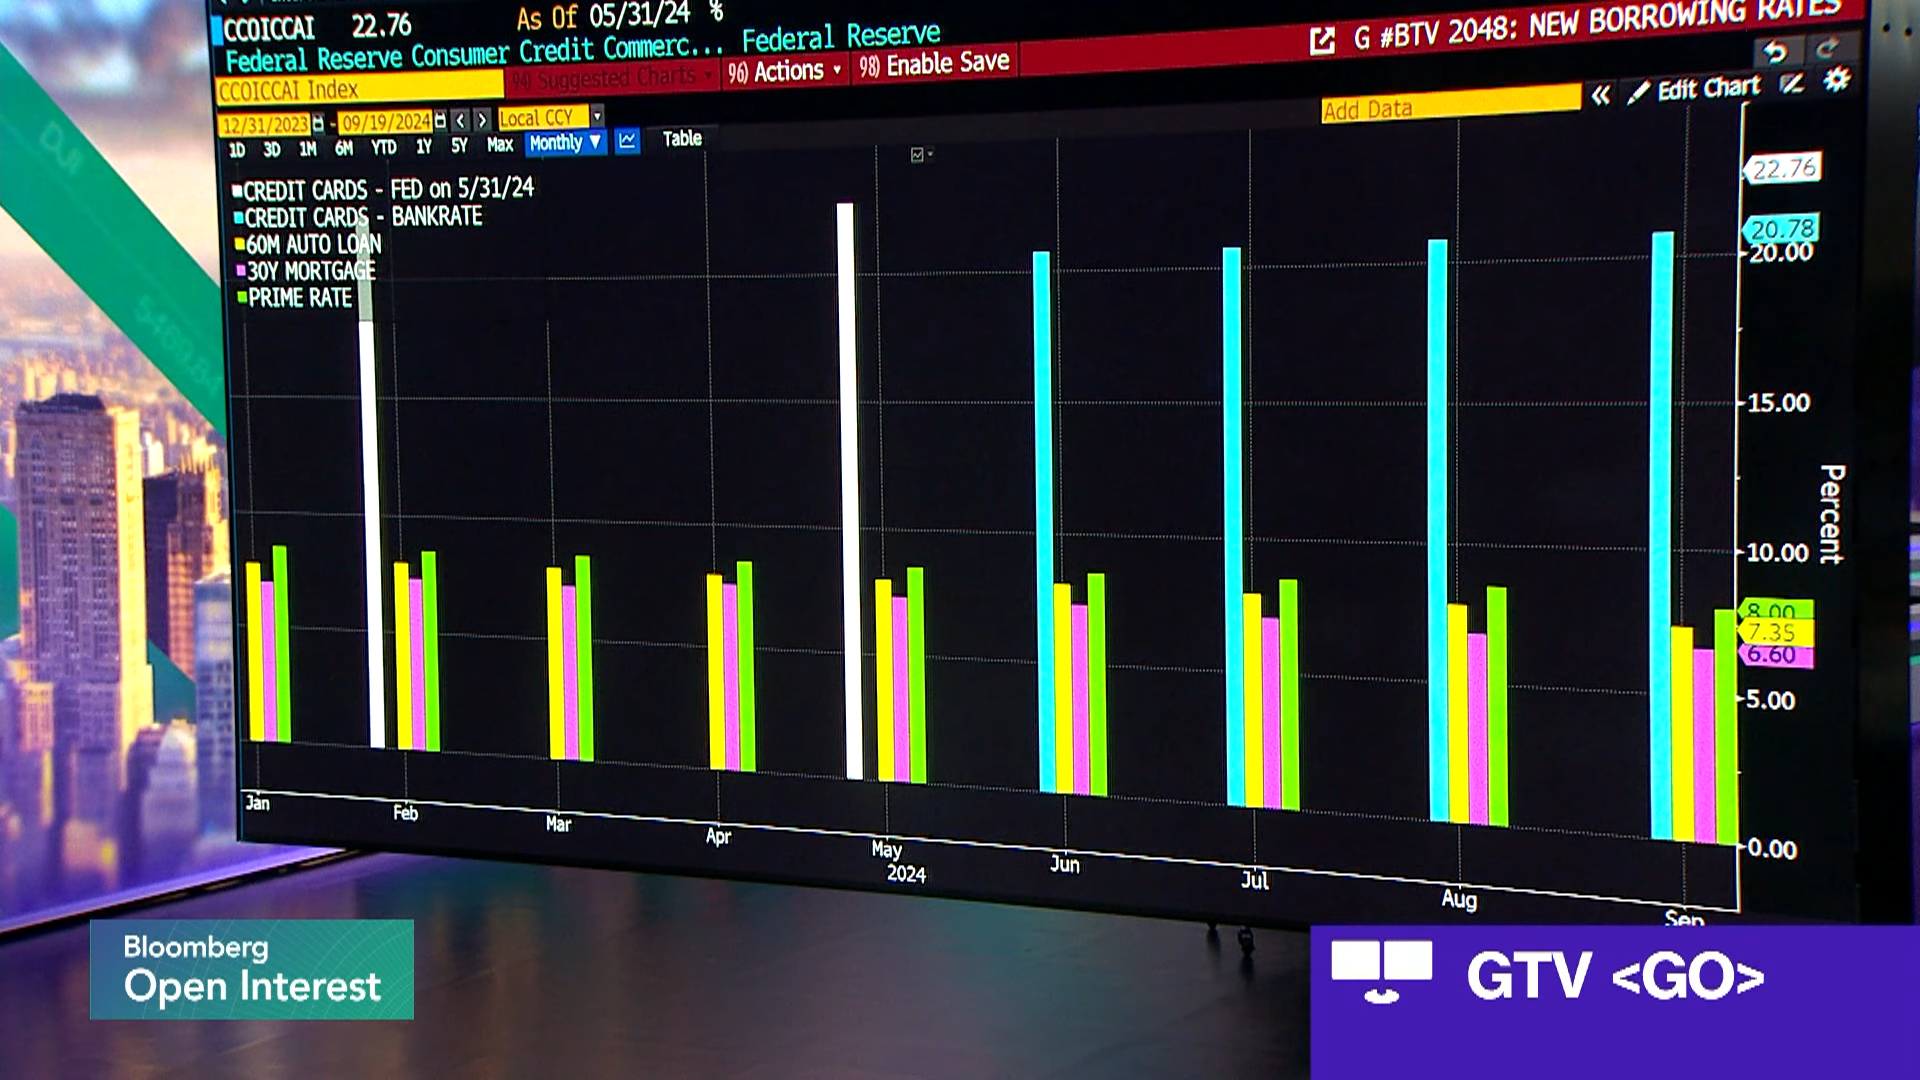 CCOICCAI 22.76 As Of 05/31/24 %
Federal Reserve Consumer Credit Commerc... Federal Reserve
G #BTV 2048: NEW BORROWING RATES
CCOICCAI Index
94) Suggested Charts
96) Actions
98) Enable Save
12/31/2023 - 09/19/2024 < > Local CCY
Add Data
« Edit Chart
1D 3D 1M 6M YTD 1Y 5Y Max Monthly ▼ Table
CREDIT CARDS - FED on 5/31/24
CREDIT CARDS - BANKRATE
60M AUTO LOAN
30Y MORTGAGE
PRIME RATE
22.76
20.78
20.00
15.00
10.00
8.00
7.35
6.60
5.00
0.00
Percent
Jan Feb Mar Apr May Jun Jul Aug Sep
2024
Bloomberg
Open Interest
GTV <GO>